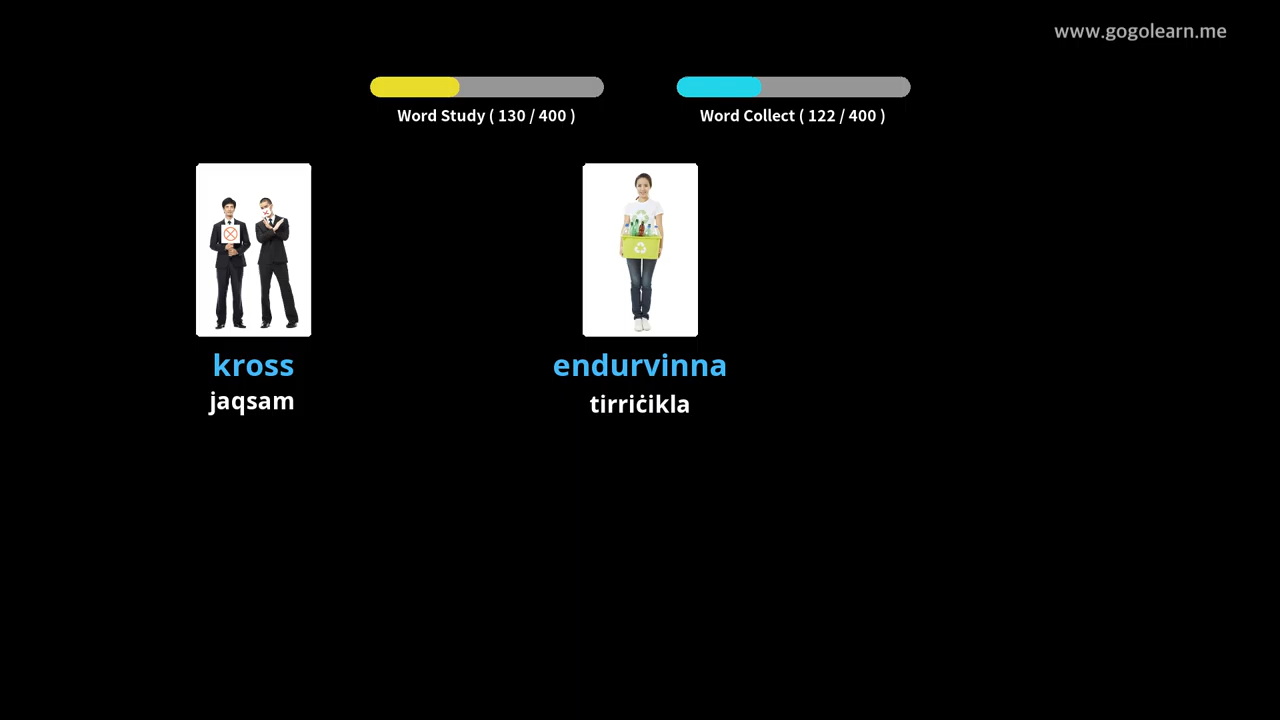 www.gogolearn.me
Word Study ( 130 / 400 )
Word Collect ( 122 / 400 )
kross
jaqsam
endurvinna
tirriċikla